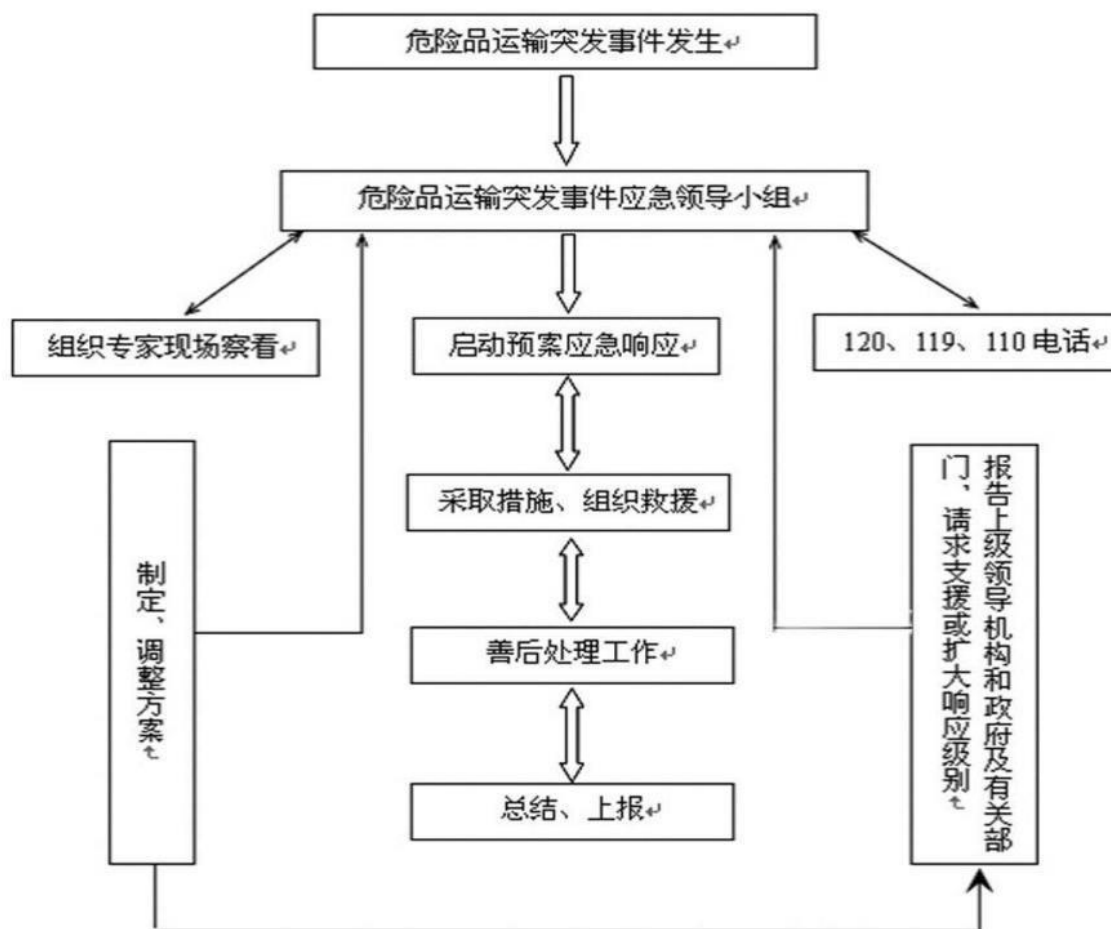 危险品运输突发事件发生↵
危险品运输突发事件应急领导小组↵
组织专家现场察看↵
启动预案应急响应↵
120、119、110 电话↵
采取措施、组织救援↵
制定、调整方案↵
报告上级领导机构和政府及有关部
门、请求支援或扩大响应级别↵
善后处理工作↵
总结、上报↵